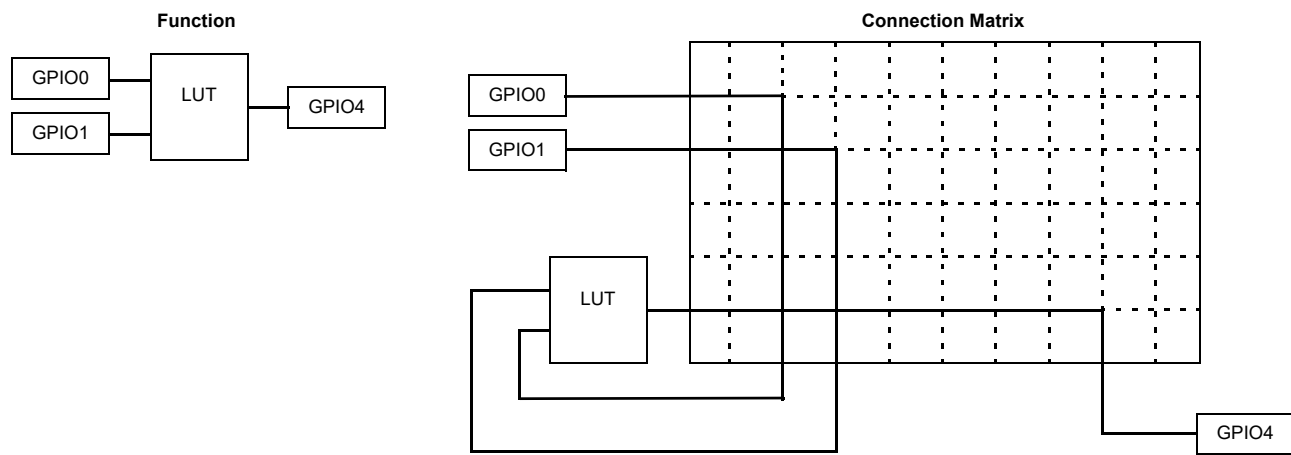 Function
GPIO0
LUT
GPIO1
GPIO4
Connection Matrix
GPIO0
GPIO1
LUT
GPIO4